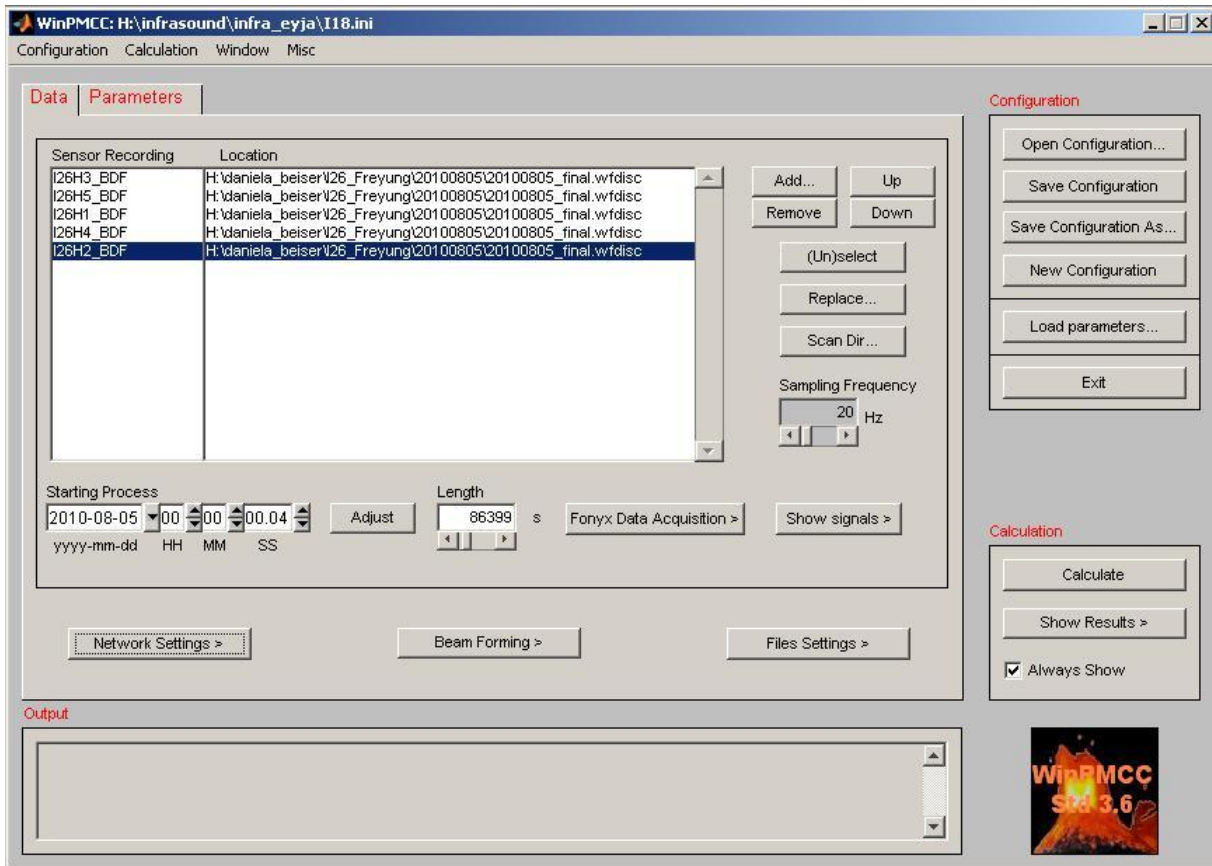 WinPMCC: H:\infrasound\infra_eyja\I18.ini
Configuration Calculation Window Misc
Data Parameters
Sensor Recording Location
I26H3_BDF H:\daniela_beiser\I26_Freyung\20100805\20100805_final.wfdisc
I26H5_BDF H:\daniela_beiser\I26_Freyung\20100805\20100805_final.wfdisc
I26H1_BDF H:\daniela_beiser\I26_Freyung\20100805\20100805_final.wfdisc
I26H4_BDF H:\daniela_beiser\I26_Freyung\20100805\20100805_final.wfdisc
I26H2_BDF H:\daniela_beiser\I26_Freyung\20100805\20100805_final.wfdisc
Add... Up
Remove Down
(Un)select
Replace...
Scan Dir...
Sampling Frequency
20 Hz
Starting Process
2010-08-05 00 00 00.04
yyyy-mm-dd HH MM SS
Adjust
Length
86399 s
Fonyx Data Acquisition >
Show signals >
Network Settings >
Beam Forming >
Files Settings >
Configuration
Open Configuration...
Save Configuration
Save Configuration As...
New Configuration
Load parameters...
Exit
Calculation
Calculate
Show Results >
Always Show
Output
WinPMCC
Std 3.6